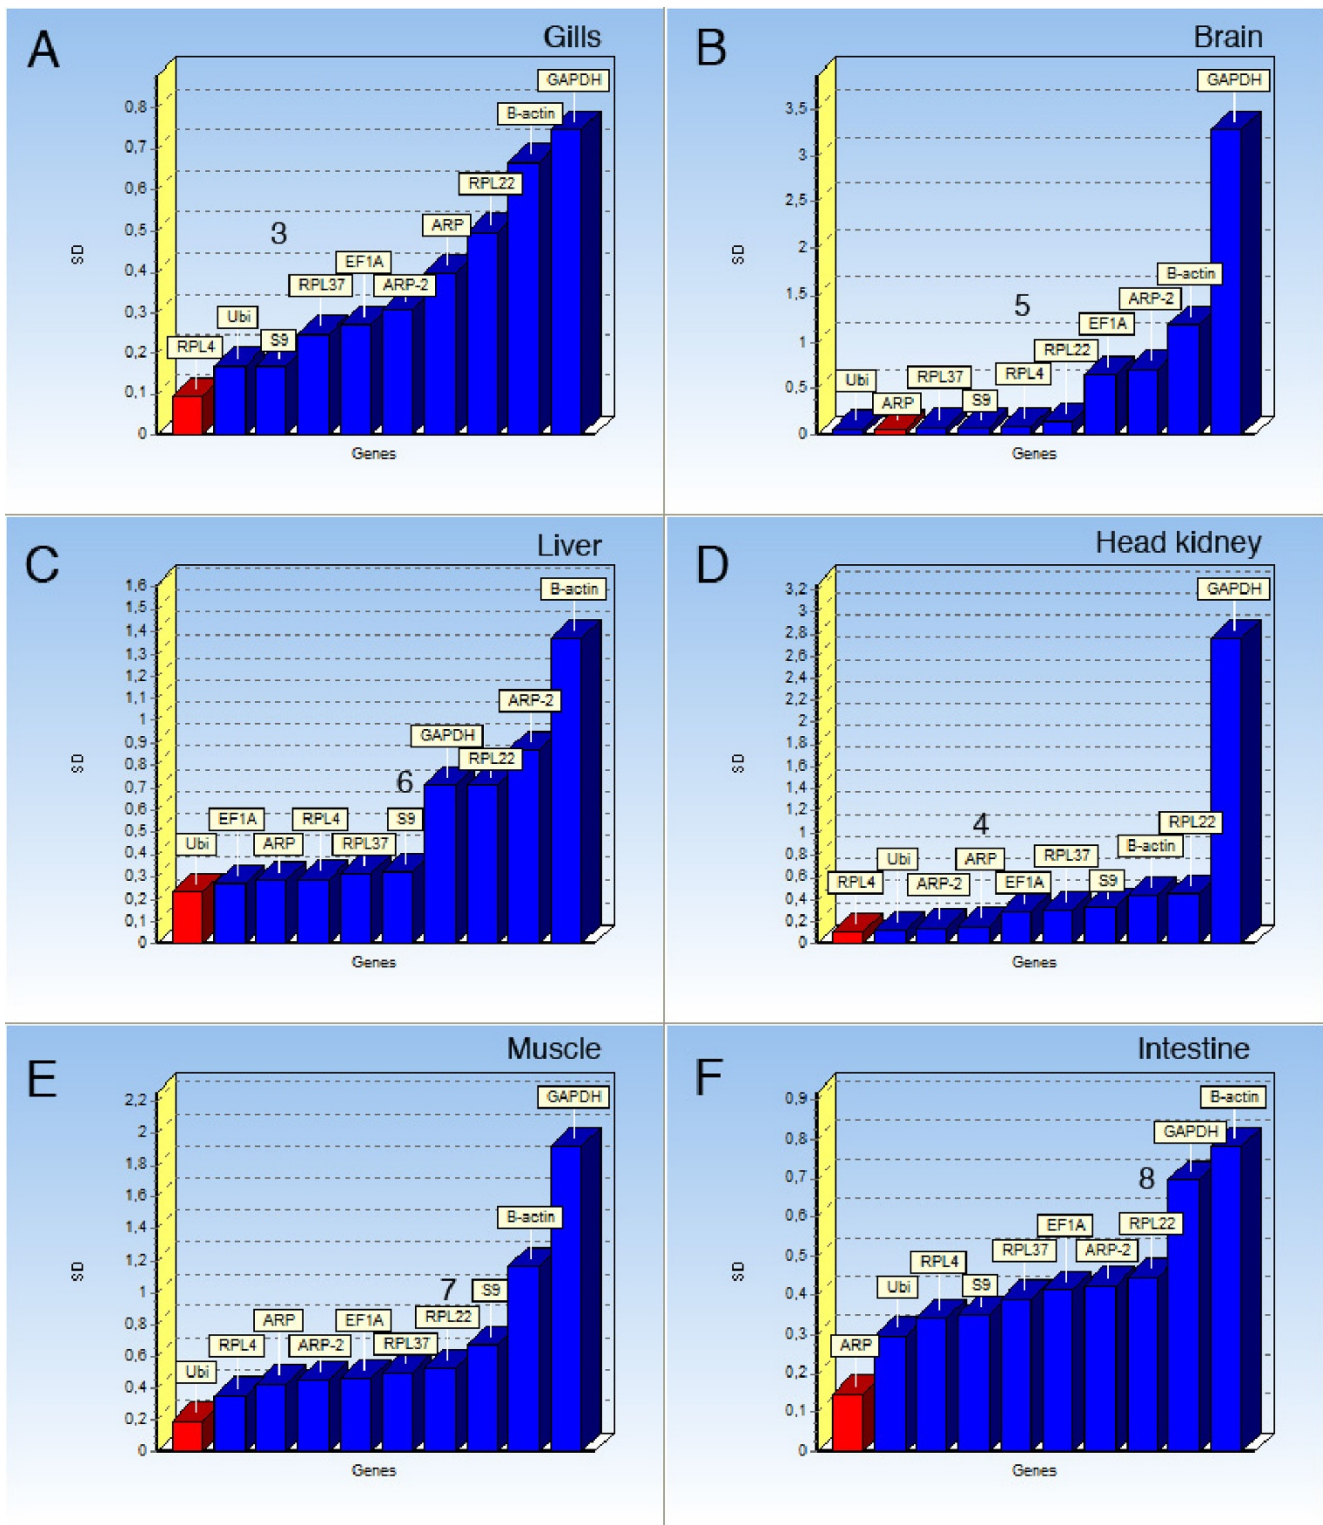 A
Gills
GAPDH
B-actin
RPL22
ARP
3
EF1A
RPL37
ARP-2
Ubi
S9
RPL4
0,8
0,7
0,6
0,5
0,4
0,3
0,2
0,1
0
SD
Genes
B
Brain
GAPDH
B-actin
ARP-2
5
EF1A
RPL22
RPL4
RPL37
Ubi
S9
ARP
3,5
3
2,5
2
1,5
1
0,5
0
SD
Genes
C
Liver
B-actin
ARP-2
GAPDH
RPL22
6
EF1A
RPL4
S9
Ubi
ARP
RPL37
1,6
1,5
1,4
1,3
1,2
1,1
1
0,9
0,8
0,7
0,6
0,5
0,4
0,3
0,2
0,1
0
SD
Genes
D
Head kidney
GAPDH
RPL22
4
B-actin
Ubi
ARP
RPL37
RPL4
ARP-2
EF1A
S9
3,2
3
2,8
2,6
2,4
2,2
2
1,8
1,6
1,4
1,2
1
0,8
0,6
0,4
0,2
0
SD
Genes
E
Muscle
GAPDH
B-actin
7
S9
RPL22
ARP
EF1A
RPL4
ARP-2
RPL37
Ubi
2,2
2
1,8
1,6
1,4
1,2
1
0,8
0,6
0,4
0,2
0
SD
Genes
F
Intestine
B-actin
GAPDH
8
EF1A
RPL22
RPL37
ARP-2
RPL4
Ubi
S9
ARP
0,9
0,8
0,7
0,6
0,5
0,4
0,3
0,2
0,1
0
SD
Genes